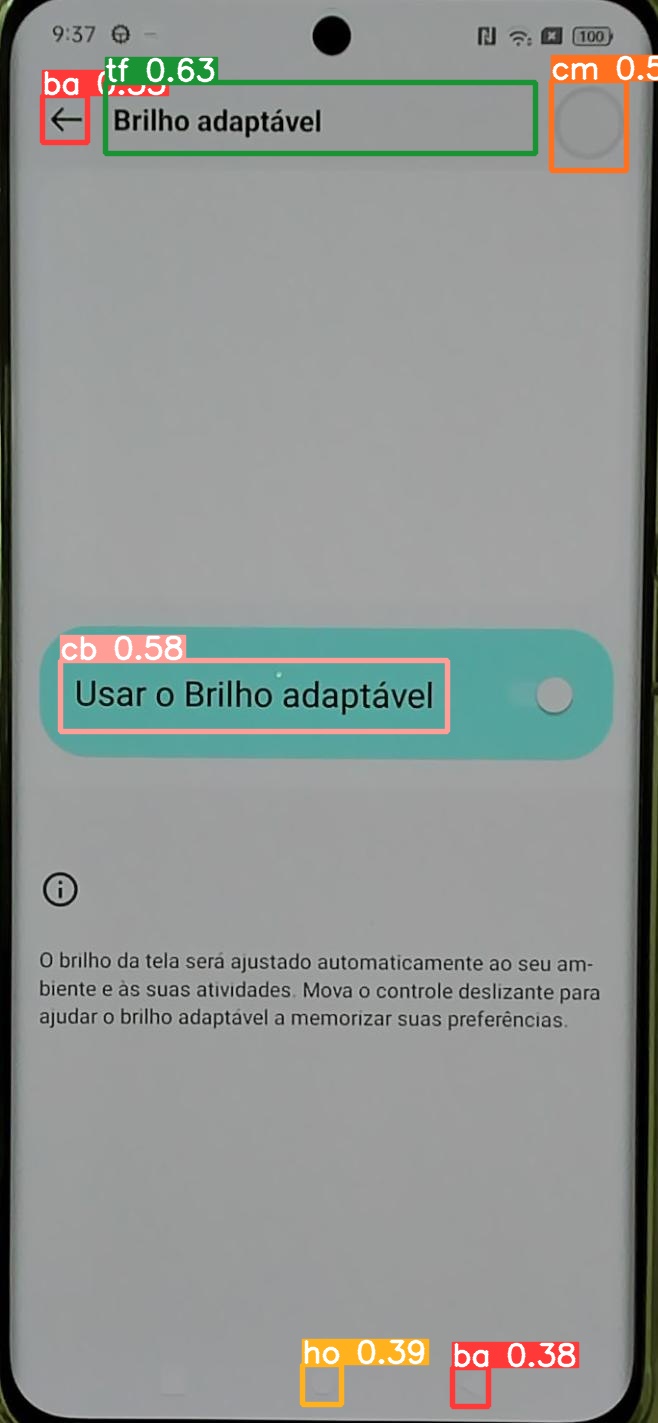 9:37
100
ba 0.55
tf 0.63
cm 0.5
Brilho adaptável
cb 0.58
Usar o Brilho adaptável
O brilho da tela será ajustado automaticamente ao seu am-
biente e às suas atividades. Mova o controle deslizante para
ajudar o brilho adaptável a memorizar suas preferências.
ho 0.39
ba 0.38